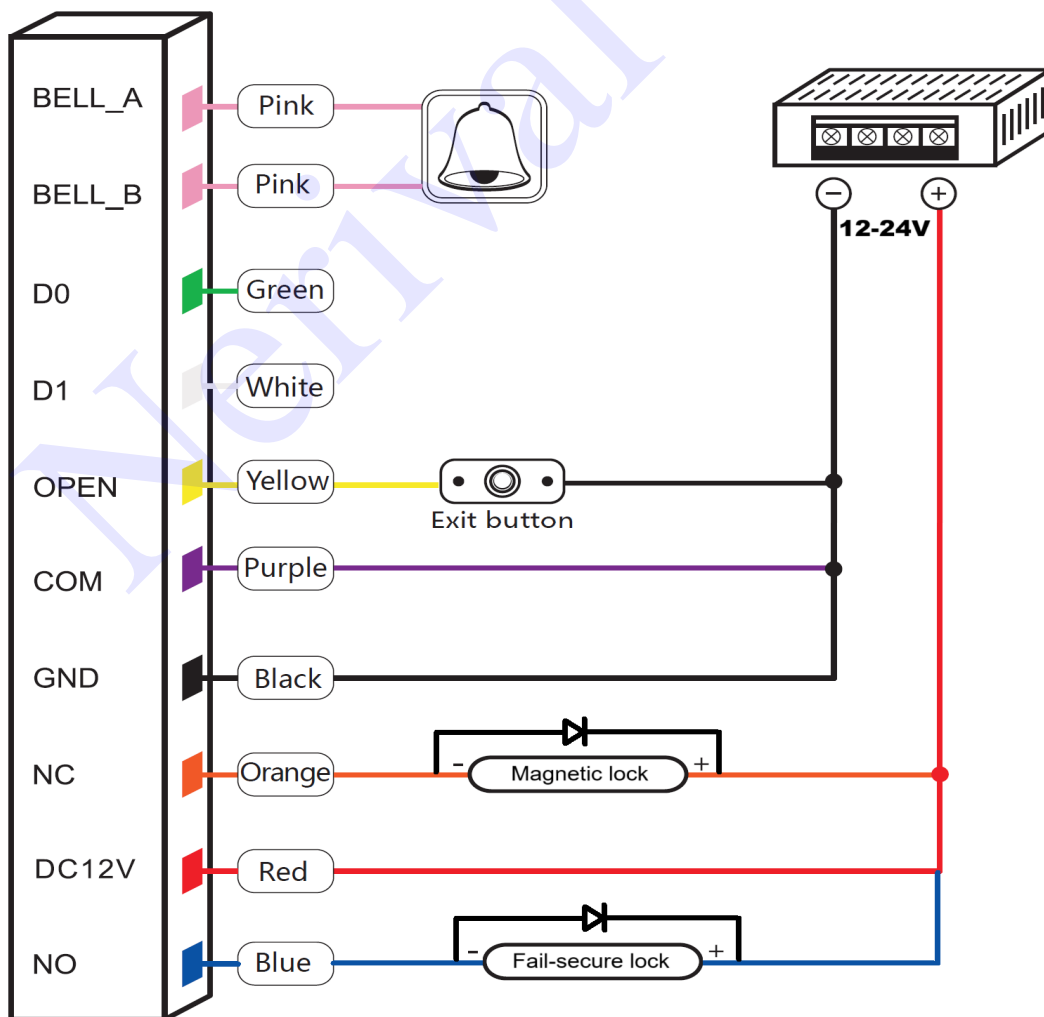 BELL_A
Pink
BELL_B
Pink
- +
12-24V
D0
Green
D1
White
OPEN
Yellow
Exit button
COM
Purple
GND
Black
NC
Orange
- Magnetic lock +
DC12V
Red
NO
Blue
- Fail-secure lock +
Nerival